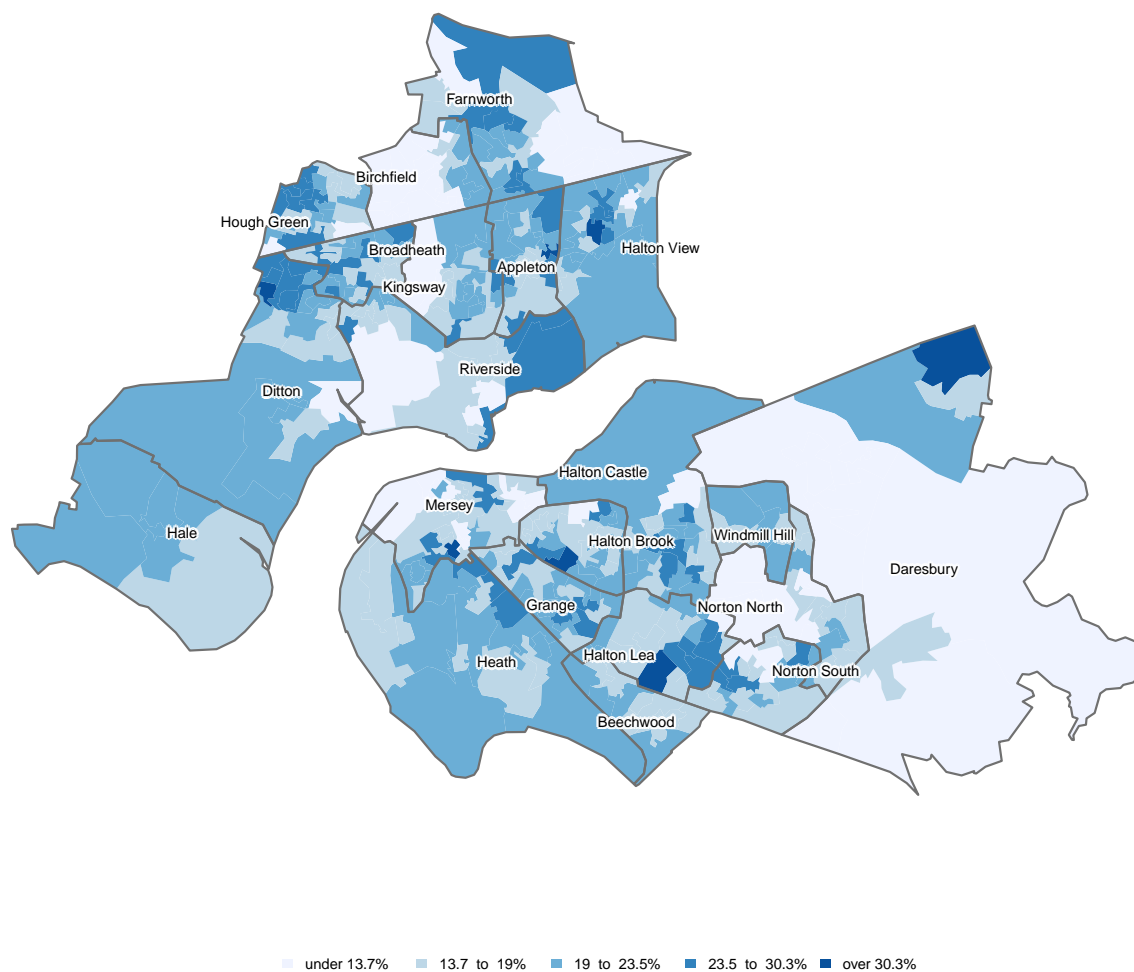 Farnworth
Birchfield
Hough Green
Broadheath
Halton View
Appleton
Kingsway
Riverside
Ditton
Halton Castle
Mersey
Hale
Halton Brook
Windmill Hill
Daresbury
Grange
Norton North
Halton Lea
Heath
Norton South
Beechwood
under 13.7% 13.7 to 19% 19 to 23.5% 23.5 to 30.3% over 30.3%